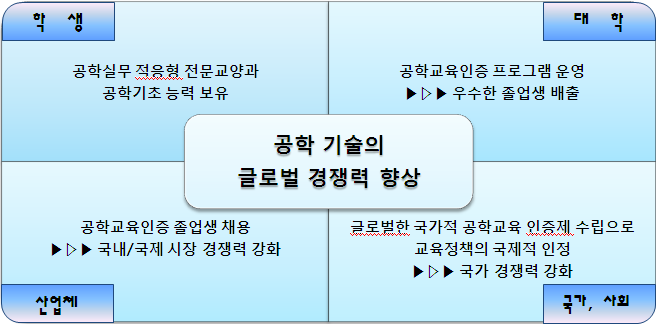 학 생
대 학
공학실무 적응형 전문교양과
공학기초 능력 보유
공학교육인증 프로그램 운영
▶▷▶ 우수한 졸업생 배출
공학 기술의
글로벌 경쟁력 향상
공학교육인증 졸업생 채용
▶▷▶ 국내/국제 시장 경쟁력 강화
글로벌한 국가적 공학교육 인증제 수립으로
교육정책의 국제적 인정
▶▷▶ 국가 경쟁력 강화
산업체
국가, 사회